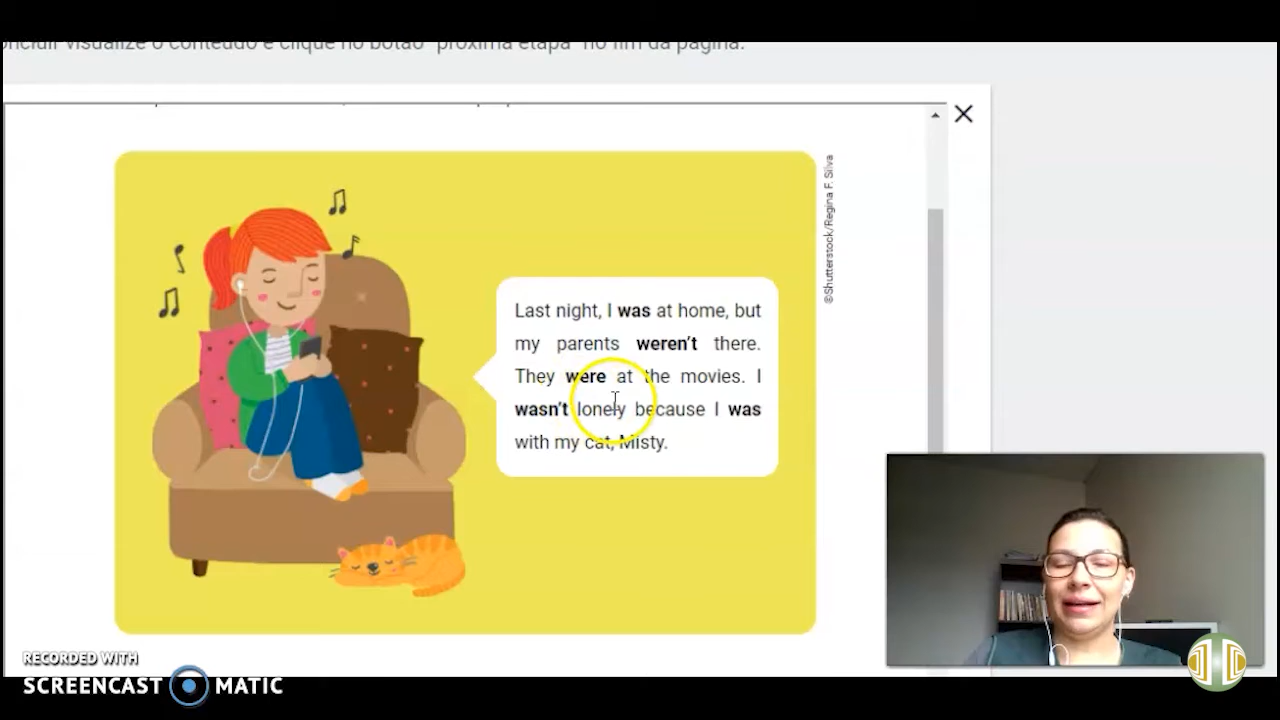 visualize o conteúdo e clique no botão "próxima etapa" no fim da página.
©Shutterstock/Regina F. Silva
Last night, I was at home, but
my parents weren't there.
They were at the movies. I
wasn't lonely because I was
with my cat, Misty.
RECORDED WITH
SCREENCAST MATIC